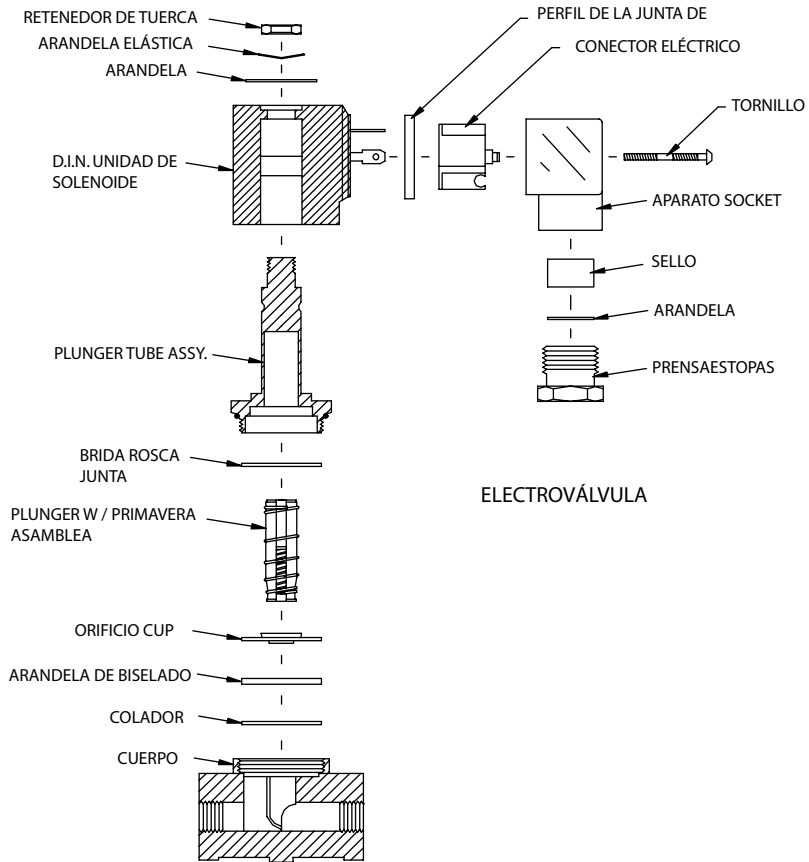 RETENEDOR DE TUERCA
ARANDELA ELÁSTICA
ARANDELA
D.I.N. UNIDAD DE
SOLENOIDE
PERFIL DE LA JUNTA DE
CONECTOR ELÉCTRICO
TORNILLO
APARATO SOCKET
SELLO
ARANDELA
PRENSAESTOPAS
PLUNGER TUBE ASSY.
BRIDA ROSCA
JUNTA
PLUNGER W / PRIMAVERA
ASAMBLEA
ORIFICIO CUP
ARANDELA DE BISELADO
COLADOR
CUERPO
ELECTROVÁLVULA